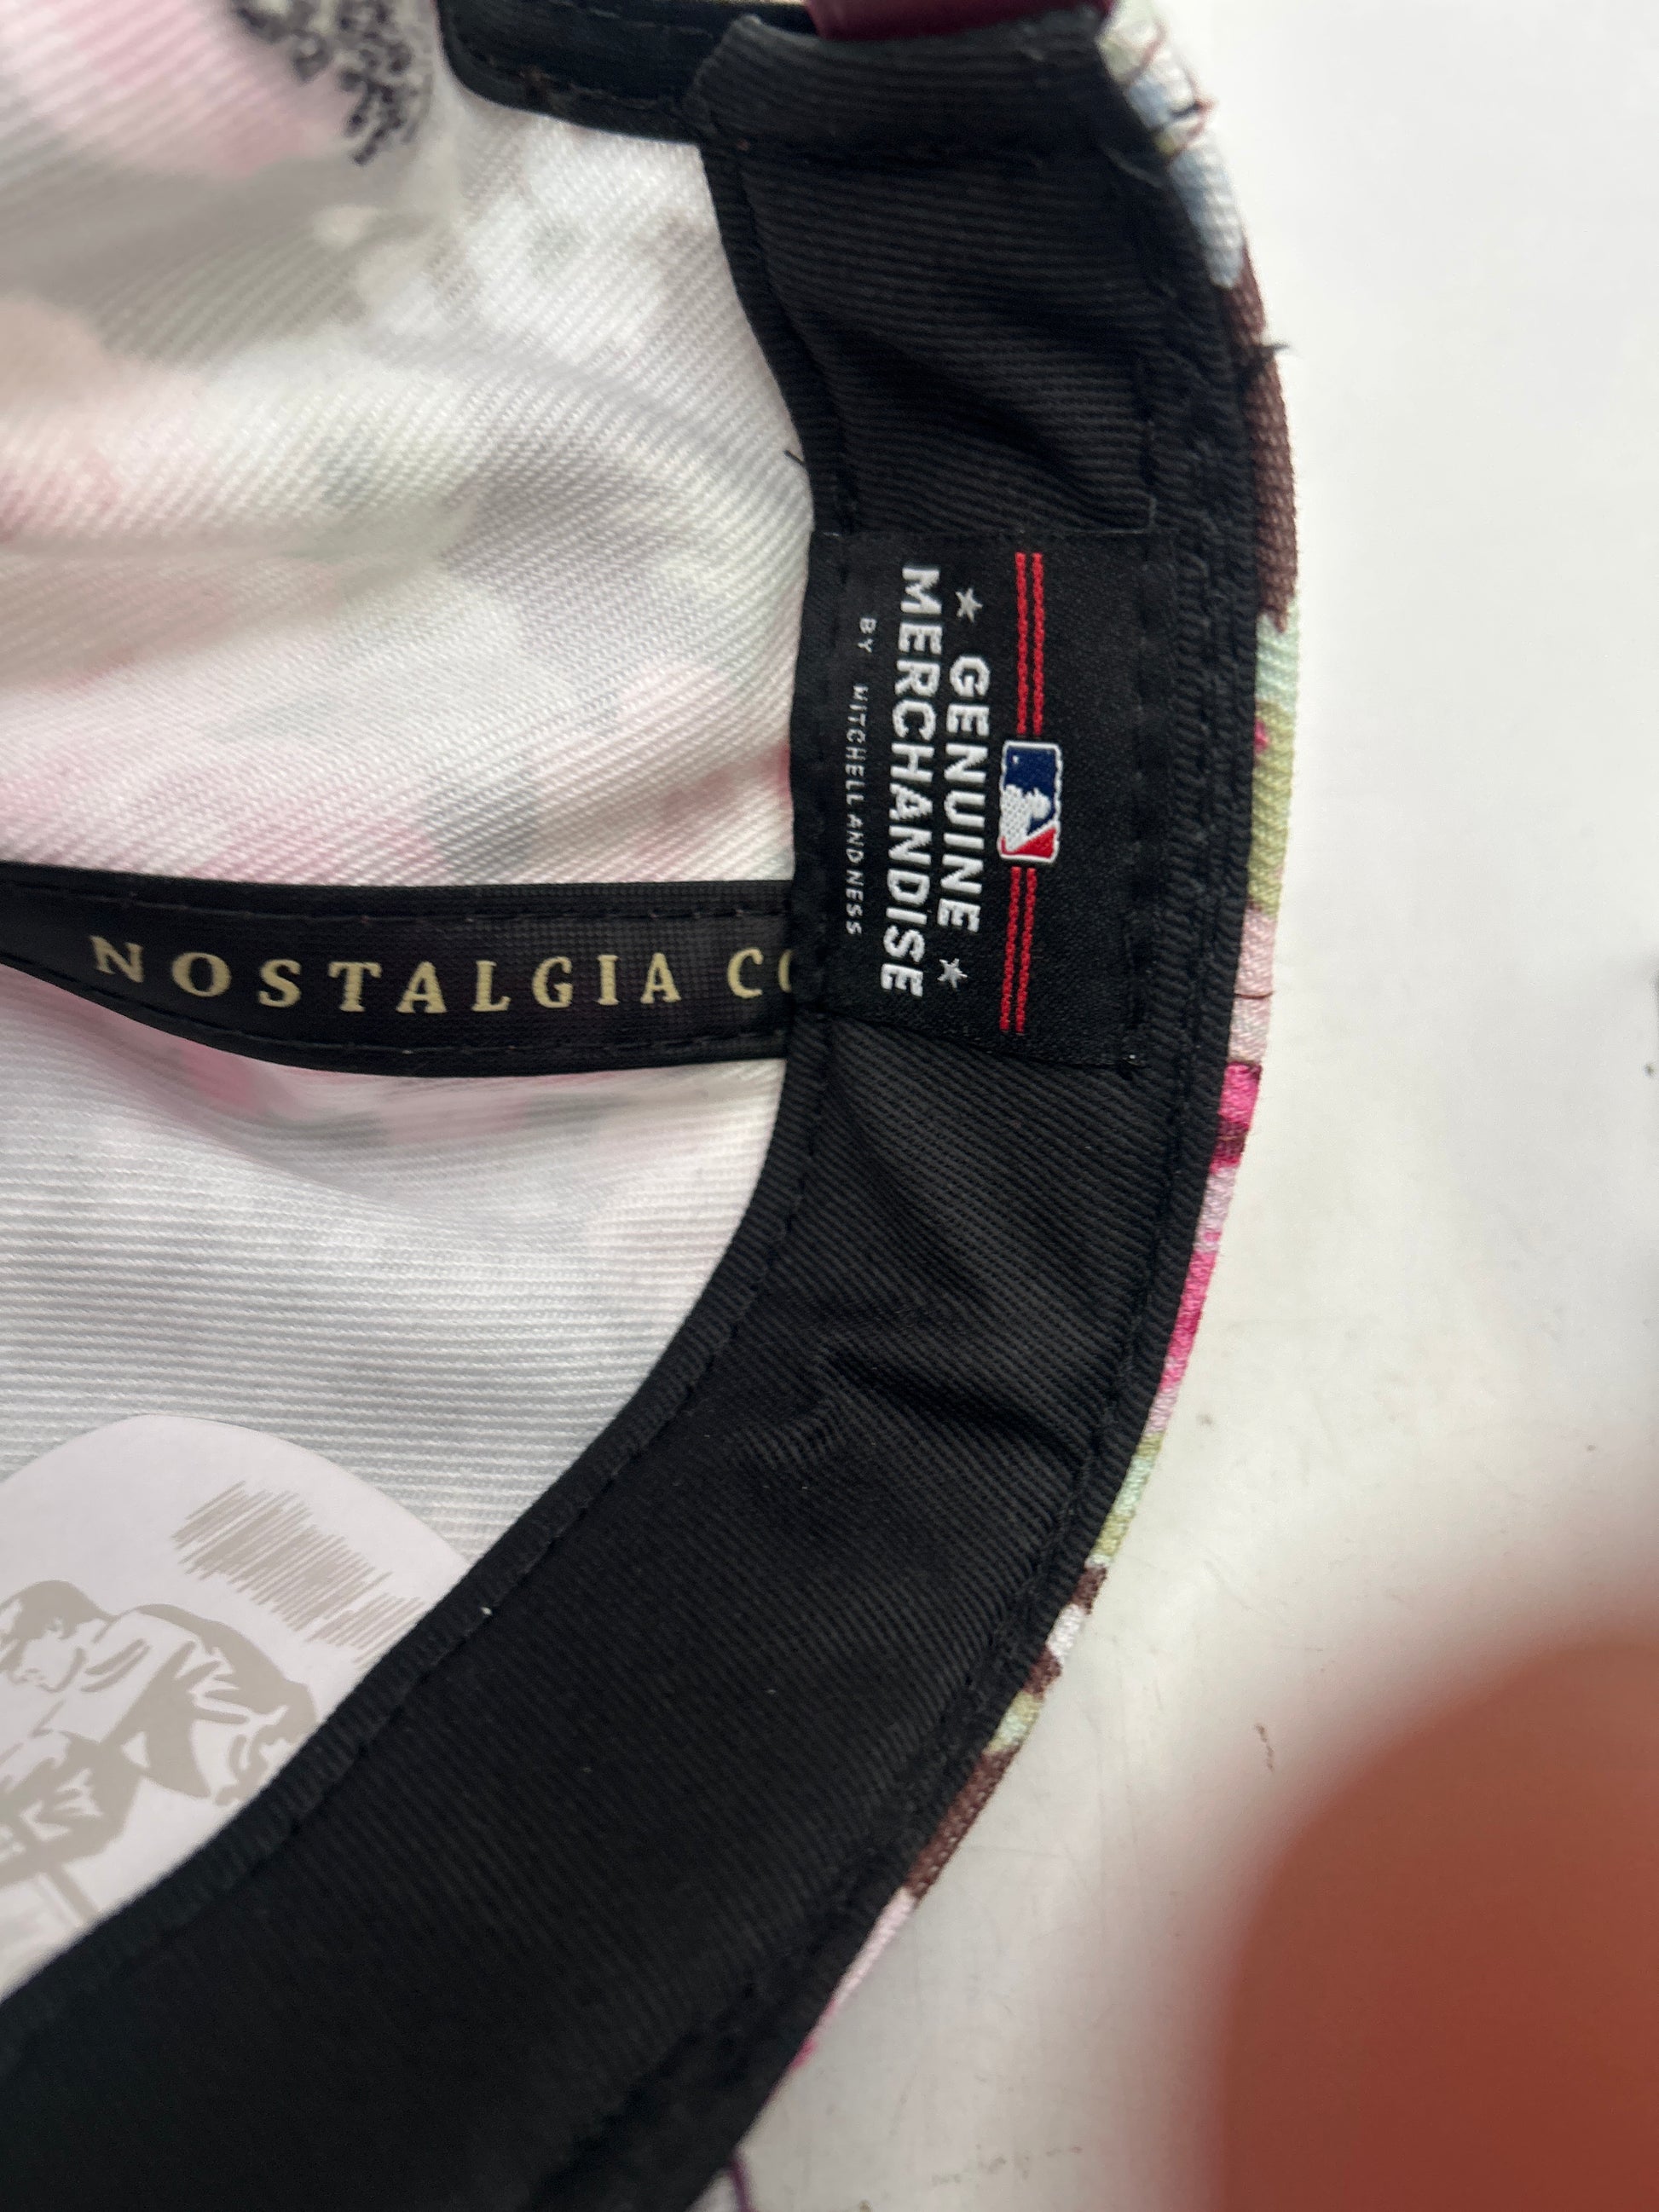 GENUINE
MERCHANDISE
BY MITCHELL AND NESS
NOSTALGIA CO